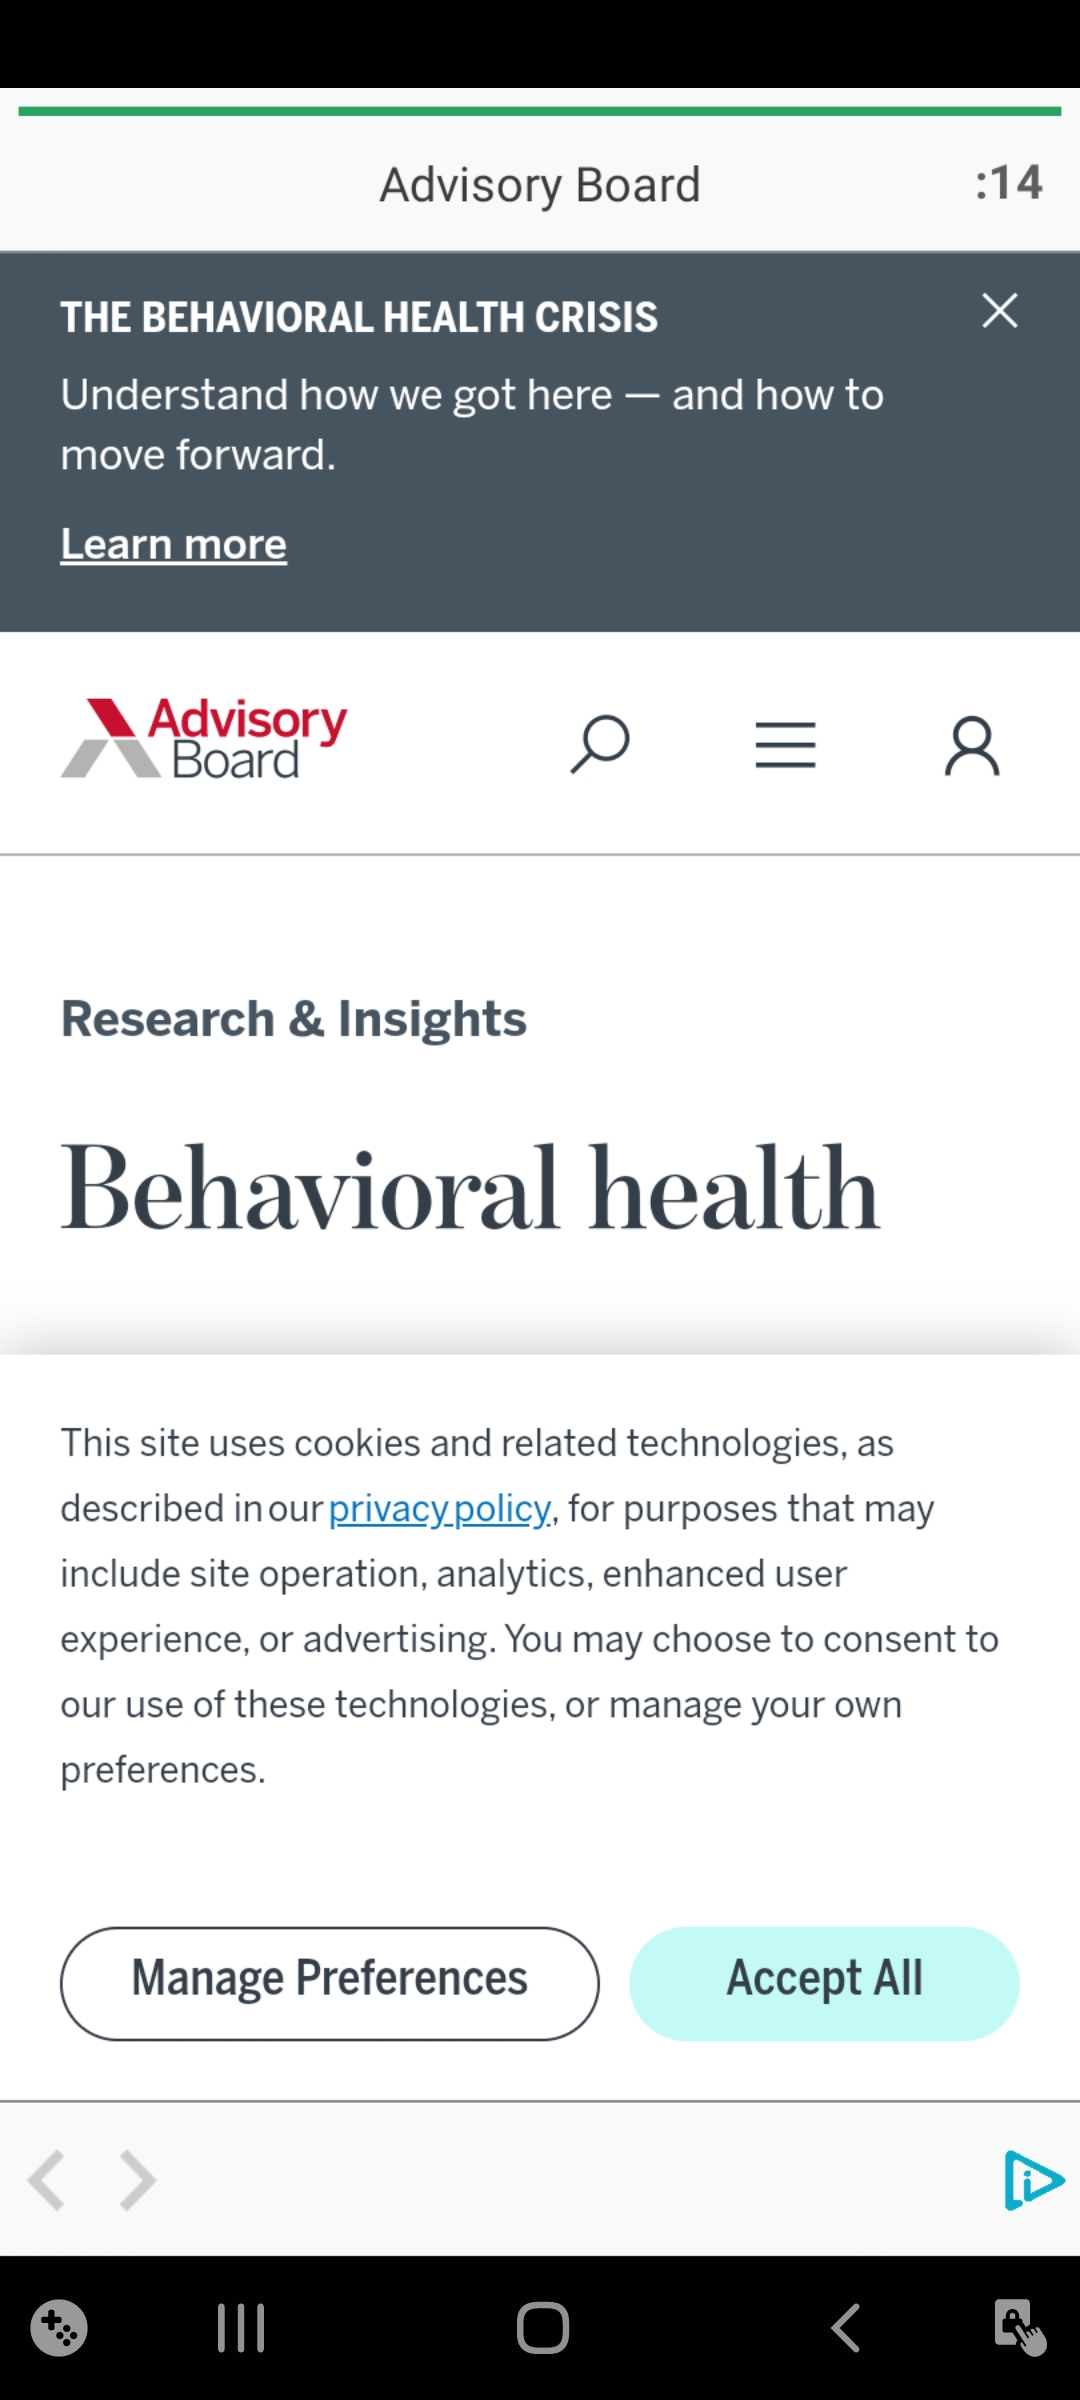 Advisory Board
:14
THE BEHAVIORAL HEALTH CRISIS
Understand how we got here — and how to
move forward.
Learn more
Advisory
Board
Research & Insights
Behavioral health
This site uses cookies and related technologies, as
described in our privacy policy, for purposes that may
include site operation, analytics, enhanced user
experience, or advertising. You may choose to consent to
our use of these technologies, or manage your own
preferences.
Manage Preferences
Accept All